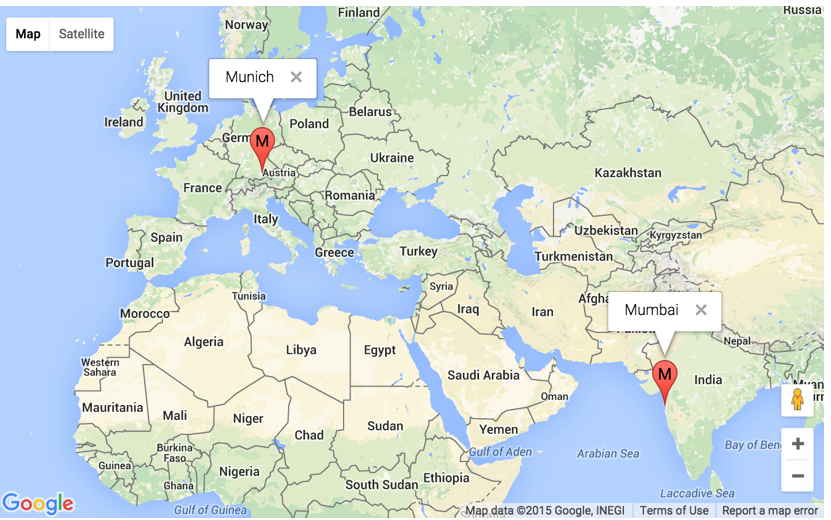 Finland
Russia
Norway
Map
Satellite
Munich
×
United
Kingdom
Ireland
Poland
Belarus
Germ
M
Ukraine
Austria
Kazakhstan
France
Romania
Italy
Uzbekistan
Kyrgyzstan
Spain
Greece
Turkey
Turkmenistan
Portugal
Syria
Tunisia
Iraq
Iran
Afgha
Mumbai
×
Morocco
Algeria
Libya
Egypt
Nepal
Western
Sahara
M
India
Saudi Arabia
Oman
Mauritania
Mali
Niger
Chad
Sudan
Yemen
Gulf of Aden
Arabian Sea
Bay of Ben
+
−
Burkina
Faso
Guinea
Ghana
Nigeria
South Sudan
Ethiopia
Laccadive Sea
Google
Gulf of Guinea
Map data ©2015 Google, INEGI
Terms of Use
Report a map error